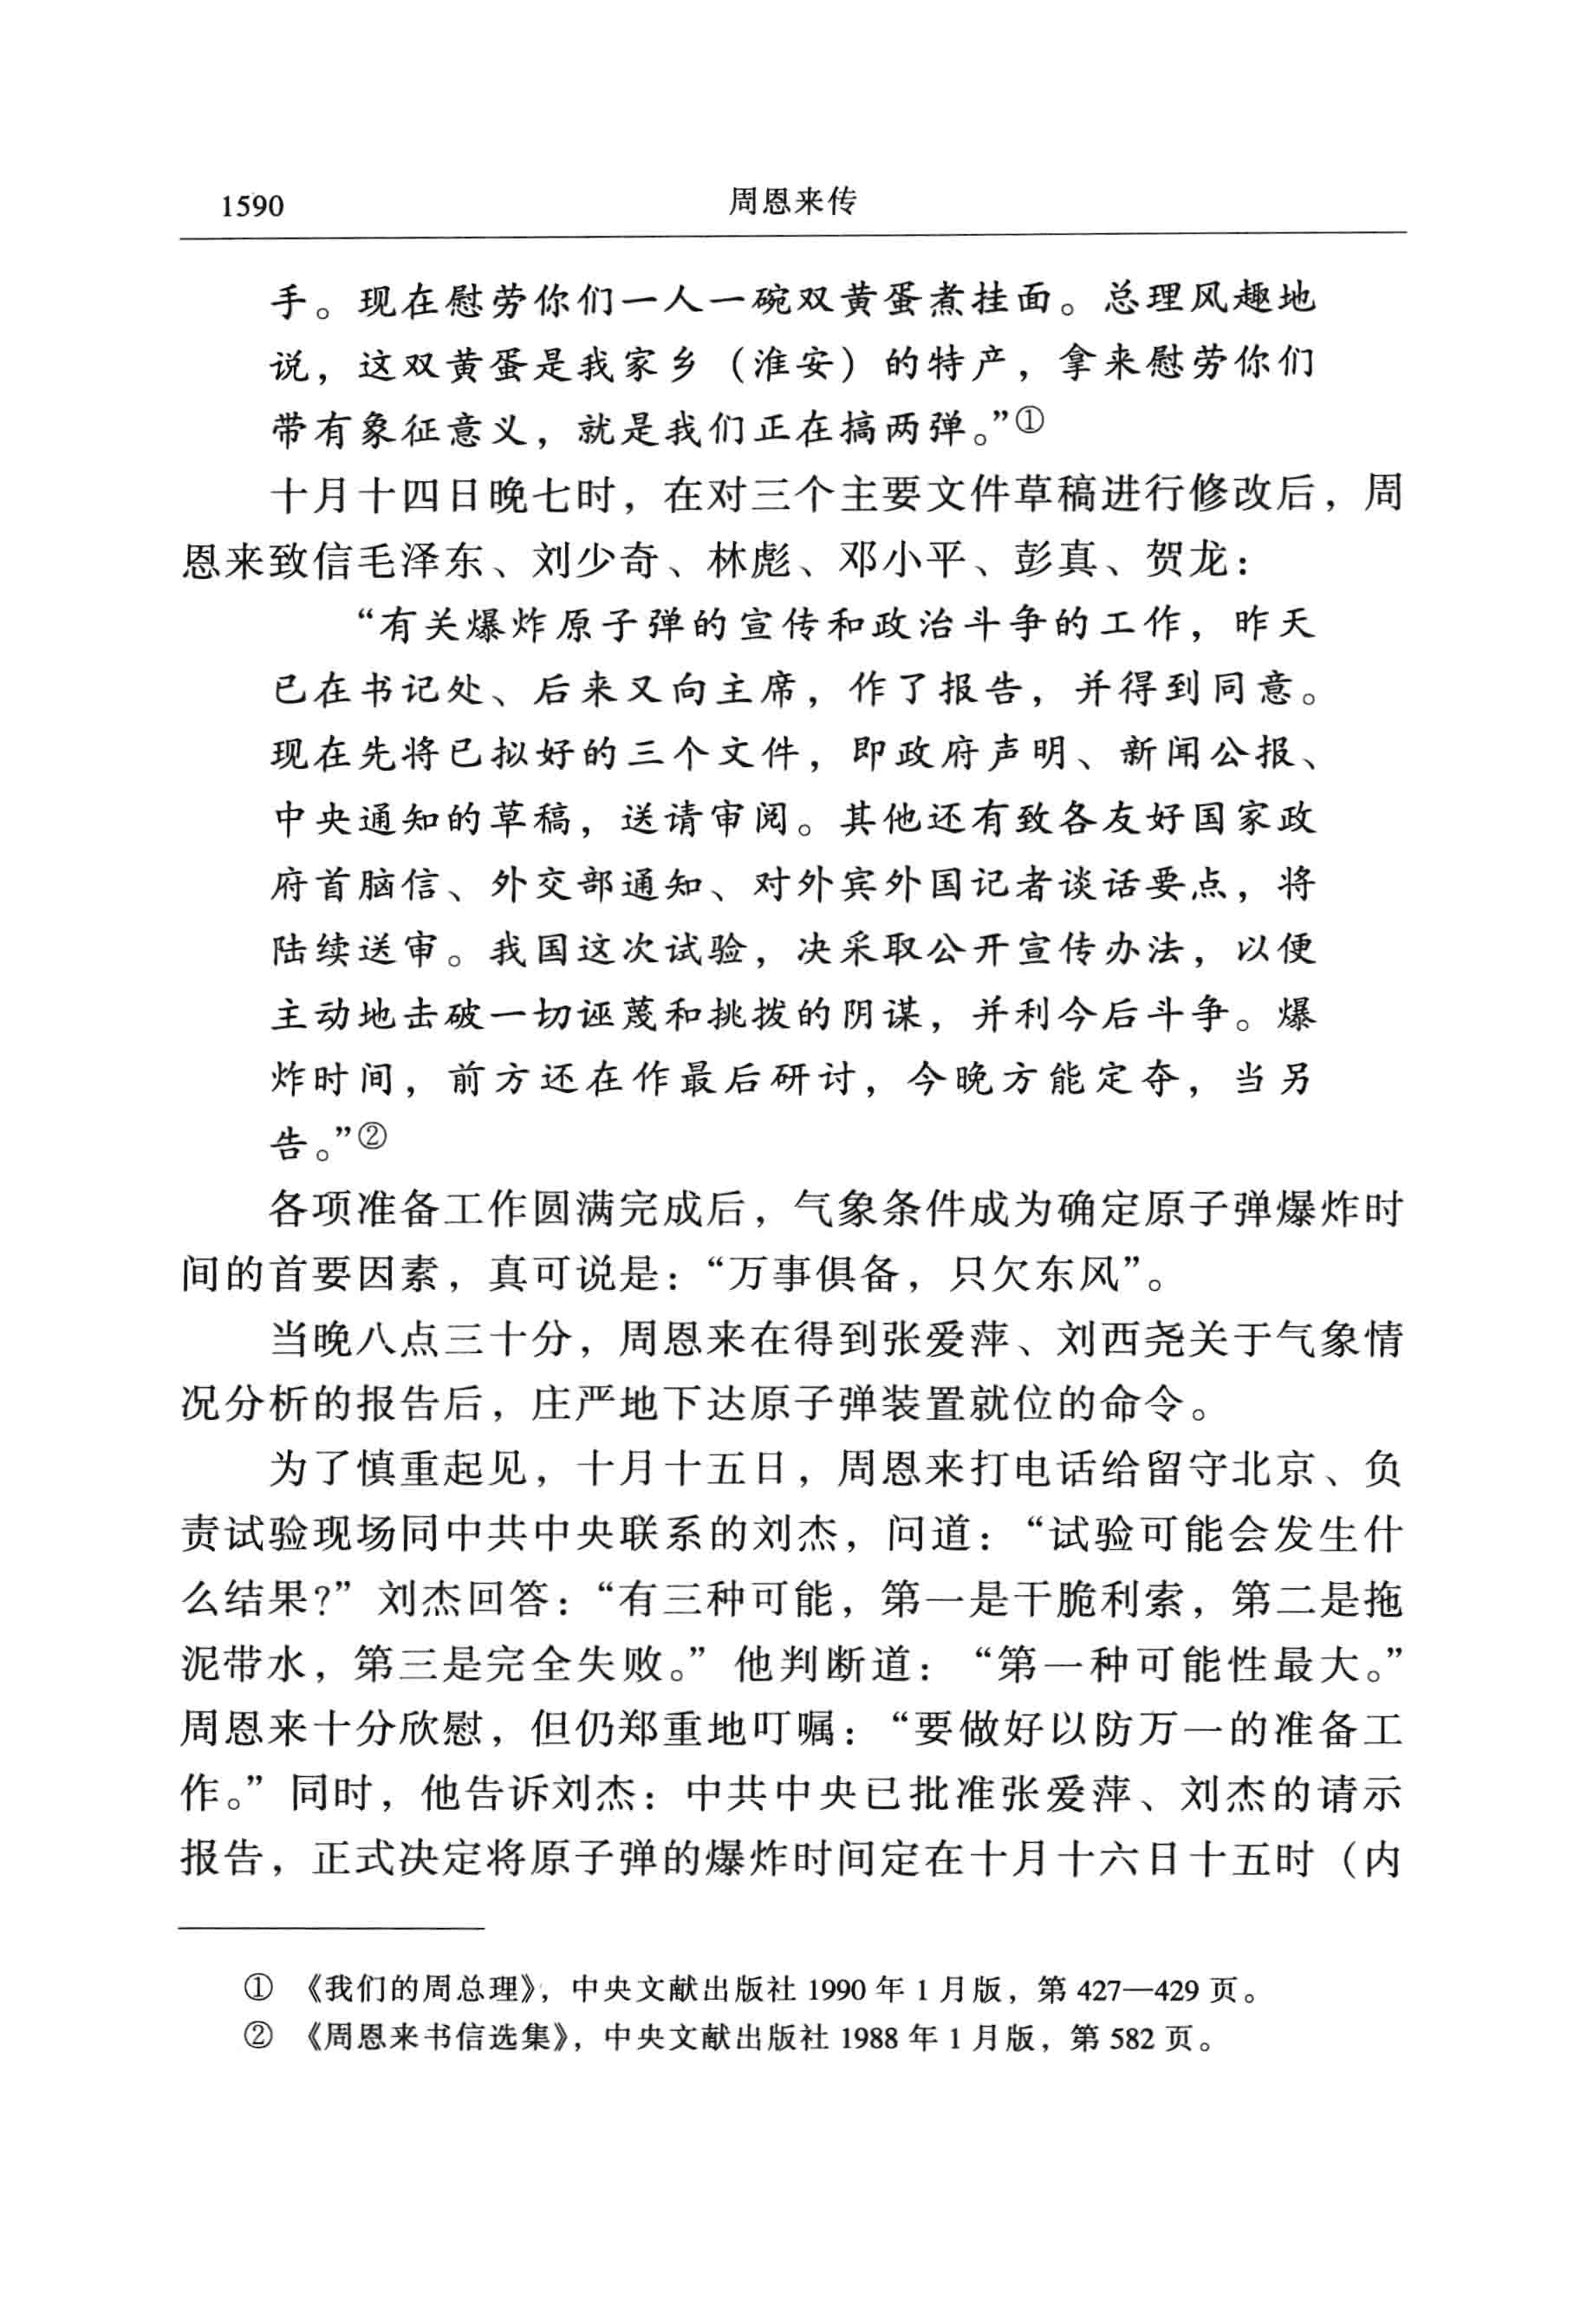 1590
周恩来传
手。现在慰劳你们一人一碗双黄蛋煮挂面。总理风趣地
说，这双黄蛋是我家乡（淮安）的特产，拿来慰劳你们
带有象征意义，就是我们正在搞两弹。”①
十月十四日晚七时，在对三个主要文件草稿进行修改后，周
恩来致信毛泽东、刘少奇、林彪、邓小平、彭真、贺龙：
“有关爆炸原子弹的宣传和政治斗争的工作，昨天
已在书记处、后来又向主席，作了报告，并得到同意。
现在先将已拟好的三个文件，即政府声明、新闻公报、
中央通知的草稿，送请审阅。其他还有致各友好国家政
府首脑信、外交部通知、对外宾外国记者谈话要点，将
陆续送审。我国这次试验，决采取公开宣传办法，以便
主动地击破一切诬蔑和挑拨的阴谋，并利今后斗争。爆
炸时间，前方还在作最后研讨，今晚方能定夺，当另
告。”②
各项准备工作圆满完成后，气象条件成为确定原子弹爆炸时
间的首要因素，真可说是：“万事俱备，只欠东风”。
当晚八点三十分，周恩来在得到张爱萍、刘西尧关于气象情
况分析的报告后，庄严地下达原子弹装置就位的命令。
为了慎重起见，十月十五日，周恩来打电话给留守北京、负
责试验现场同中共中央联系的刘杰，问道：“试验可能会发生什
么结果?”刘杰回答：“有三种可能，第一是干脆利索，第二是拖
泥带水，第三是完全失败。”他判断道：“第一种可能性最大。”
周恩来十分欣慰，但仍郑重地叮嘱：“要做好以防万一的准备工
作。”同时，他告诉刘杰：中共中央已批准张爱萍、刘杰的请示
报告，正式决定将原子弹的爆炸时间定在十月十六日十五时（内
① 《我们的周总理》，中央文献出版社 1990 年 1 月版，第 427—429 页。
② 《周恩来书信选集》，中央文献出版社 1988 年 1 月版，第 582 页。